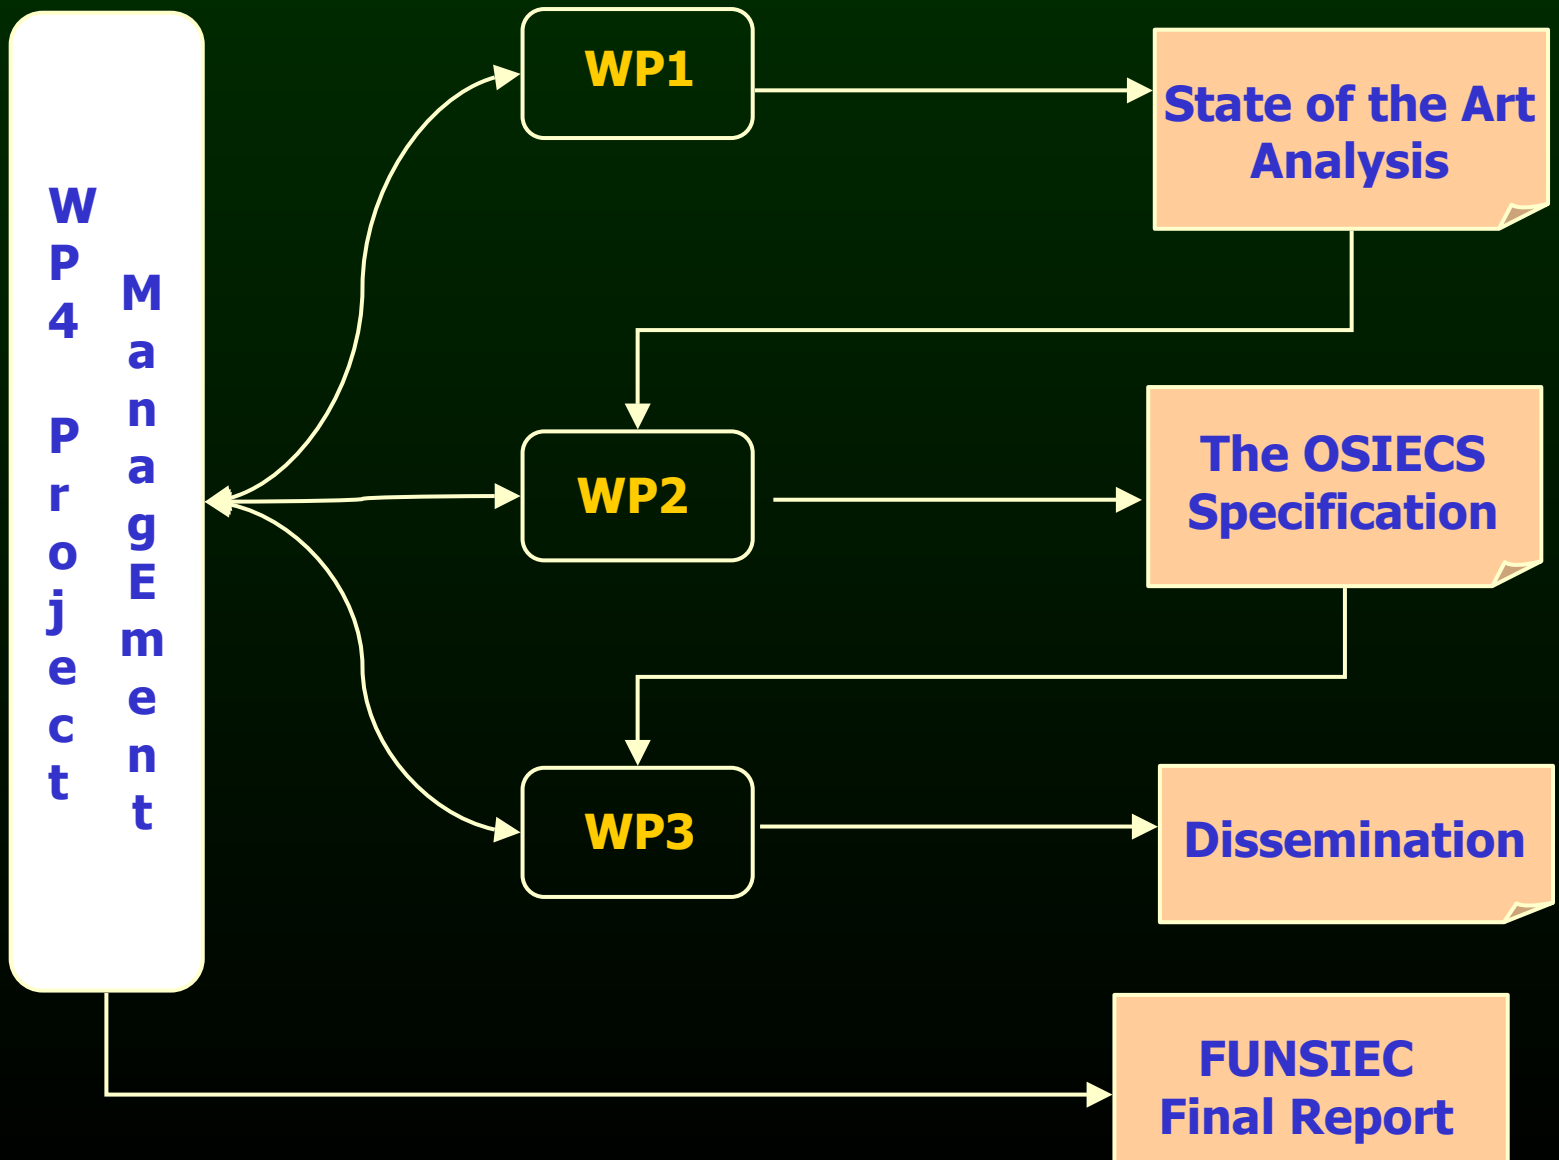 WP4 Project
ManagEment
WP1
State of the Art
Analysis
WP2
The OSIECS
Specification
WP3
Dissemination
FUNSIEC
Final Report